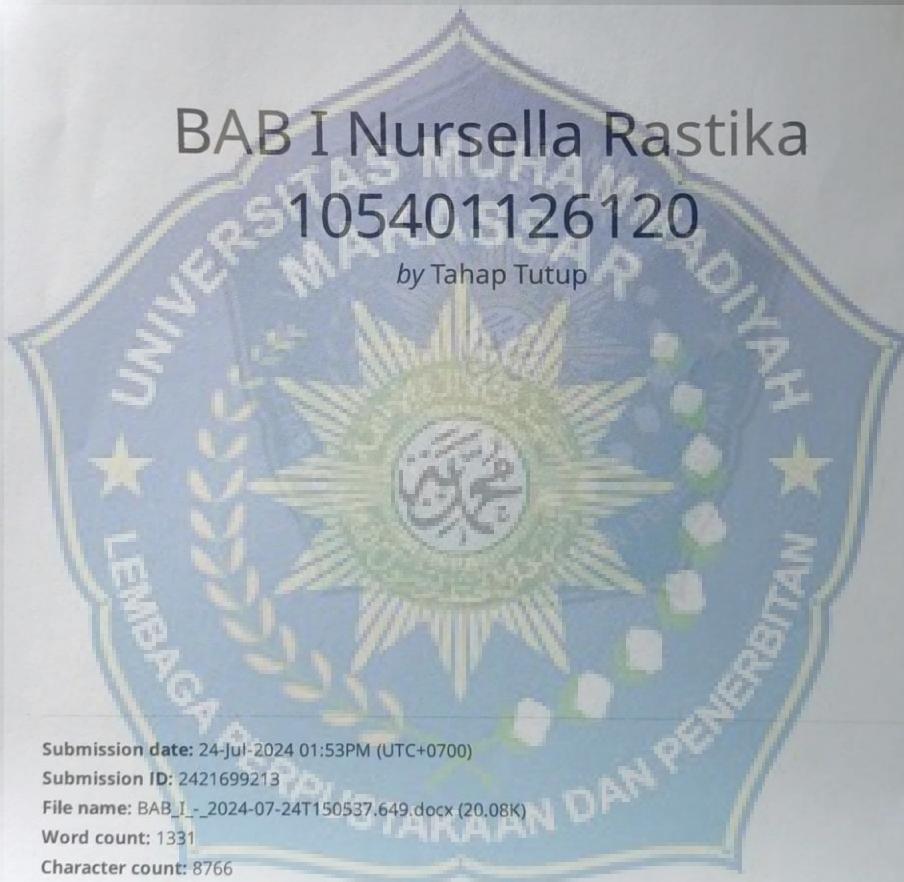 BAB I Nursella Rastika
105401126120
by Tahap Tutup
UNIVERSITAS MUHAMMADIYAH
MAKASSAR
LEMBAGA PERPUSTAKAAN DAN PENERBITAN
محمد
Submission date: 24-Jul-2024 01:53PM (UTC+0700)
Submission ID: 2421699213
File name: BAB_I_-_2024-07-24T150537.649.docx (20.08K)
Word count: 1331
Character count: 8766